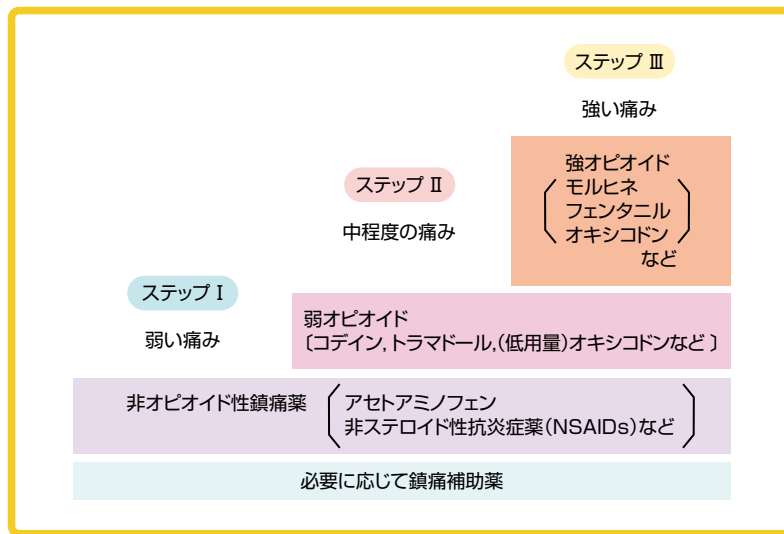 ステップ Ⅲ
強い痛み
強オピオイド
モルヒネ
フェンタニル
オキシコドン
など
ステップ Ⅱ
中程度の痛み
ステップ Ⅰ
弱い痛み
弱オピオイド
〔コデイン,トラマドール,(低用量)オキシコドンなど〕
非オピオイド性鎮痛薬
アセトアミノフェン
非ステロイド性抗炎症薬(NSAIDs)など
必要に応じて鎮痛補助薬